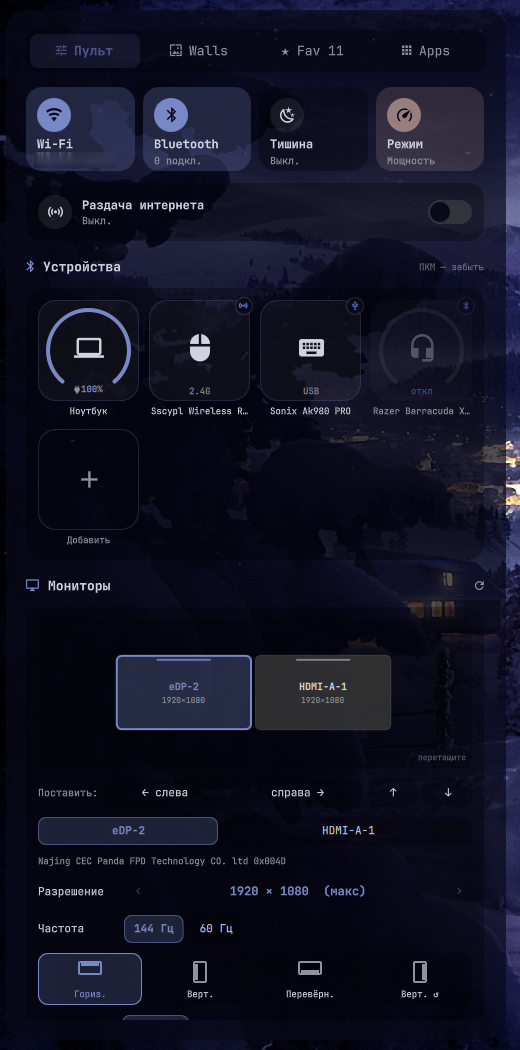 Пульт
Walls
★ Fav 11
Apps
Wi-Fi
Bluetooth
0 подкл.
Тишина
Выкл.
Режим
Мощность
Раздача интернета
Выкл.
Устройства
ПКМ — забыть
100%
Ноутбук
2.4G
Sscypl Wireless R…
USB
Sonix Ak980 PRO
откл
Razer Barracuda X…
+
Добавить
Мониторы
eDP-2
1920×1080
HDMI-A-1
1920×1080
перетащите
Поставить:
← слева
справа →
↑
↓
eDP-2
HDMI-A-1
Najing CEC Panda FPD Technology CO. ltd 0x004D
Разрешение
‹
1920 × 1080 (макс)
›
Частота
144 Гц
60 Гц
Гориз.
Верт.
Перевёрн.
Верт. ↺